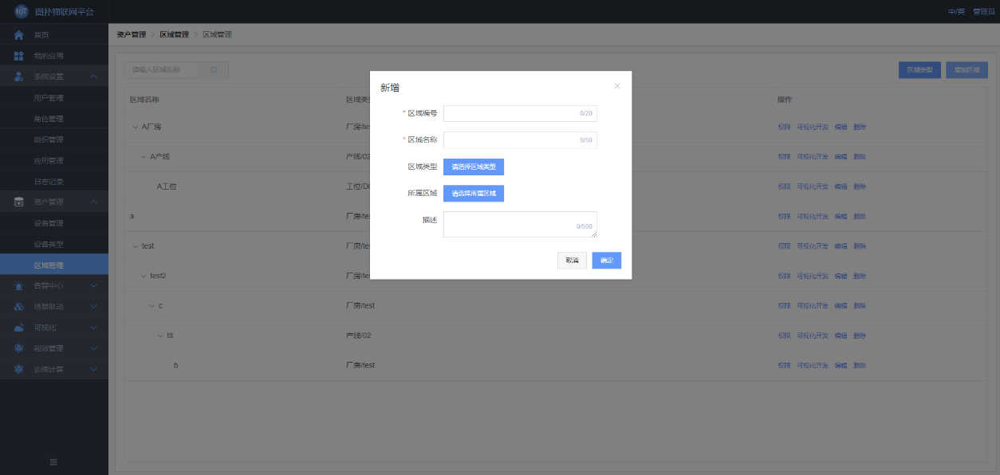 IoT 图扑物联网平台
中/英 管理员
首页
我的应用
系统设置
用户管理
角色管理
组织管理
应用管理
日志记录
资产管理
设备管理
设备类型
区域管理
告警中心
场景联动
可视化
能效管理
边缘计算
资产管理 > 区域管理 > 区域管理
请输入区域名称
区域类型 增加区域
区域名称 区域类 操作
A厂房 厂房/tes 权限 可视化开发 编辑 删除
A产线 产线/02 权限 可视化开发 编辑 删除
A工位 工位/D 权限 可视化开发 编辑 删除
a 厂房/tes 权限 可视化开发 编辑 删除
test 厂房/tes 权限 可视化开发 编辑 删除
test2 厂房/tes 权限 可视化开发 编辑 删除
c 厂房/test 权限 可视化开发 编辑 删除
ttt 产线/02 权限 可视化开发 编辑 删除
b 厂房/test 权限 可视化开发 编辑 删除
新增
* 区域编号 0/20
* 区域名称 0/50
区域类型 请选择区域类型
所属区域 请选择所属区域
描述 0/500
取消 确定